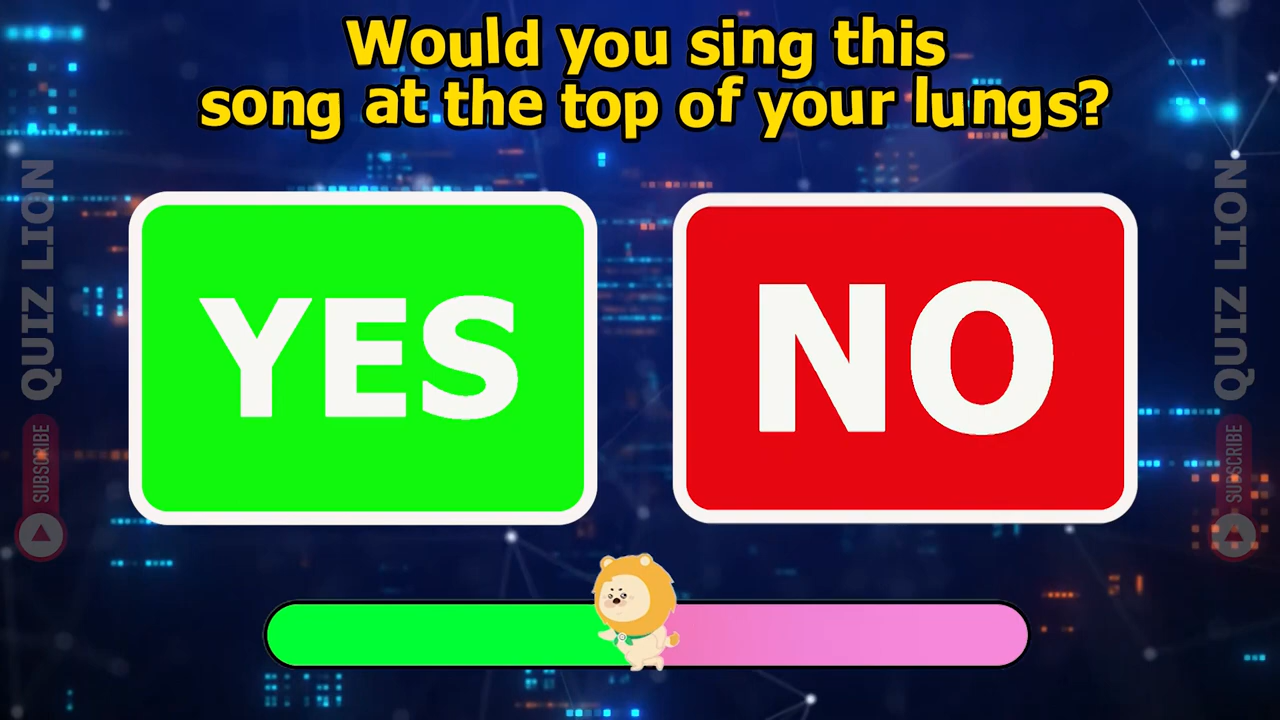 Would you sing this
song at the top of your lungs?
YES
NO
QUIZ LION
SUBSCRIBE
QUIZ LION
SUBSCRIBE